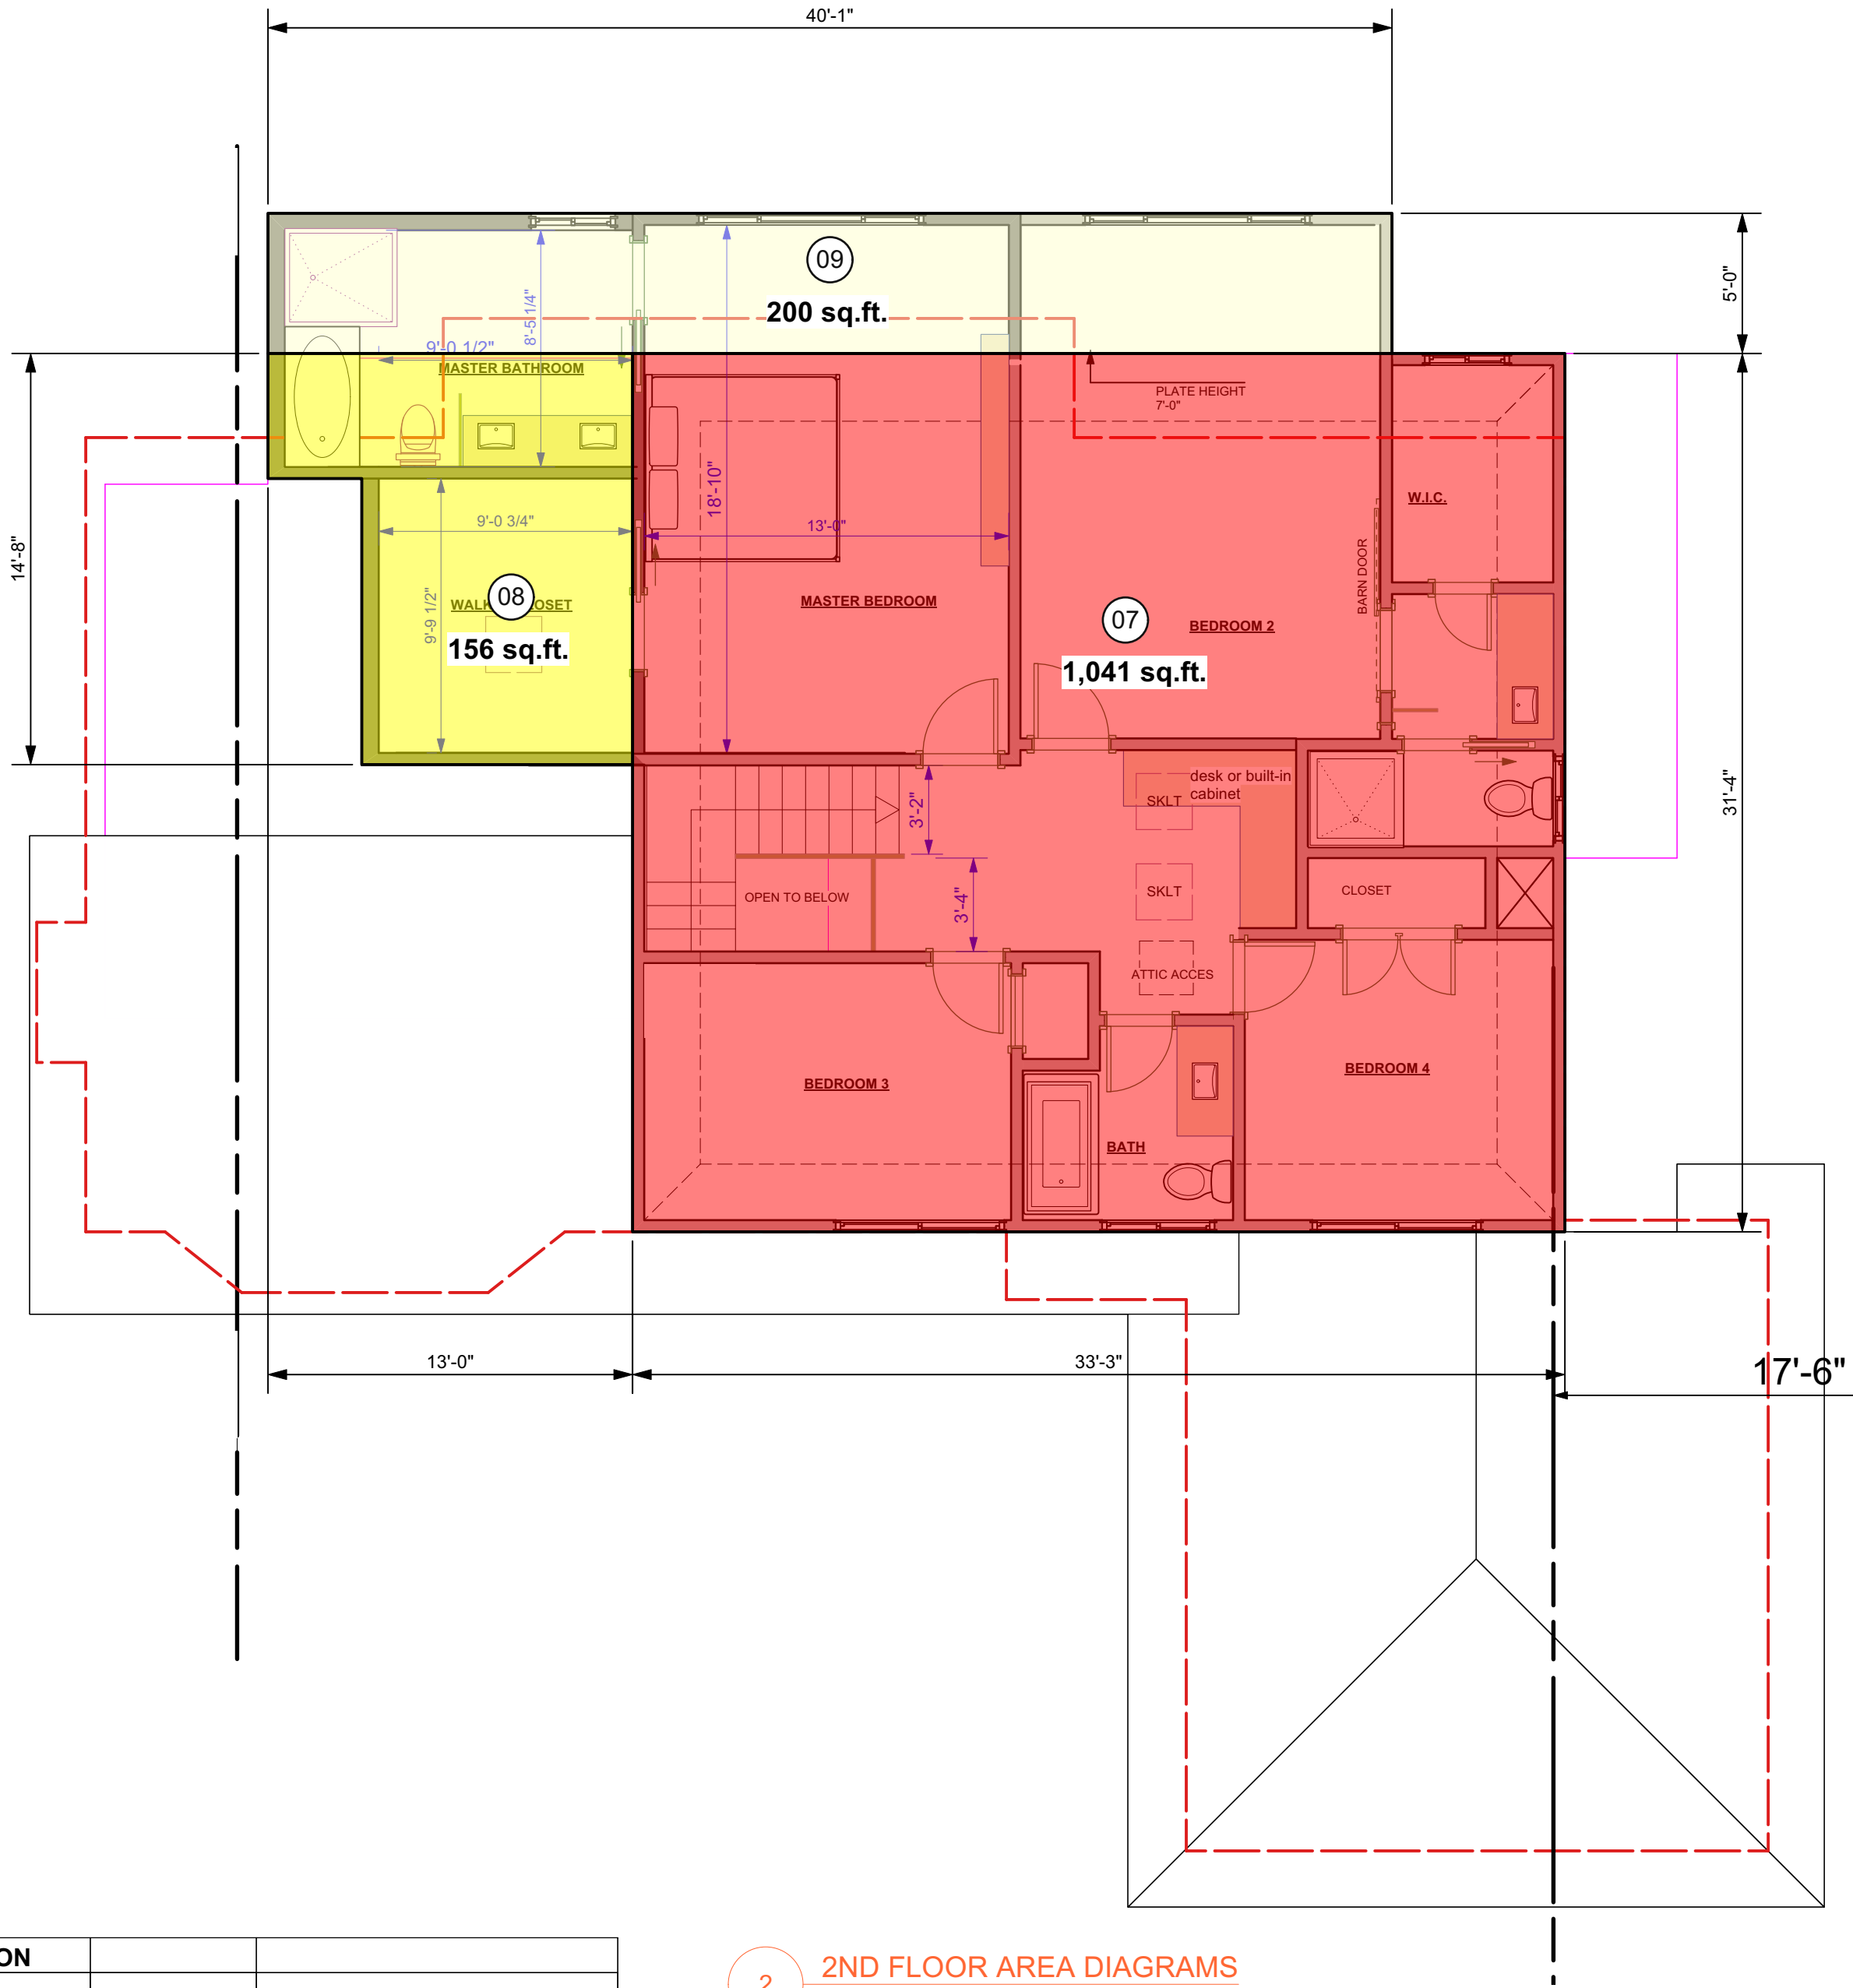 40'-1"
09
200 sq.ft.
5'-0"
8'-5 1/4"
9'-0 1/2"
MASTER BATHROOM
PLATE HEIGHT
7'-0"
18'-10"
13'-0"
W.I.C.
14'-8"
9'-0 3/4"
9'-9 1/2"
08
156 sq.ft.
MASTER BEDROOM
BARN DOOR
07
BEDROOM 2
1,041 sq.ft.
desk or built-in
cabinet
SKLT
3'-2"
31'-4"
SKLT
CLOSET
OPEN TO BELOW
3'-4"
ATTIC ACCES
BEDROOM 3
BEDROOM 4
BATH
13'-0"
33'-3"
17'-6"
ON
2
2ND FLOOR AREA DIAGRAMS